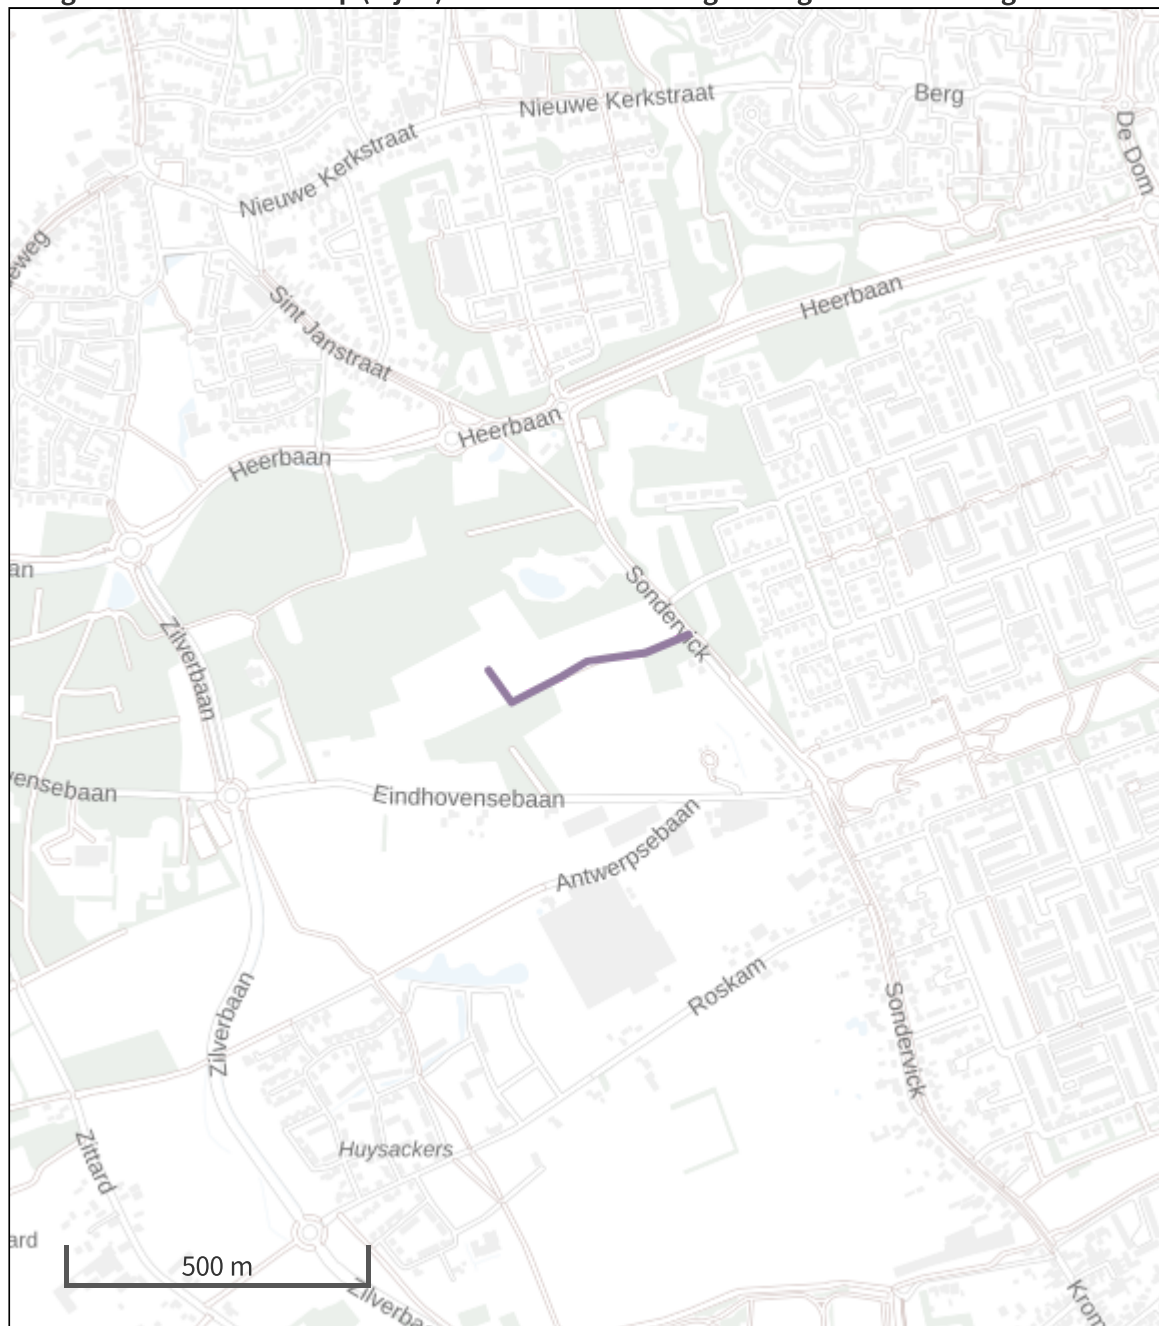 Nieuwe Kerkstraat
Berg
De Dom
Nieuwe Kerkstraat
Heerbaan
Sint Janstraat
Heerbaan
Heerbaan
Sondervick
Zilverbaan
Eindhovensebaan
Antwerpsebaan
Roskam
Zilverbaan
Sondervick
Huysackers
Zittard
500 m